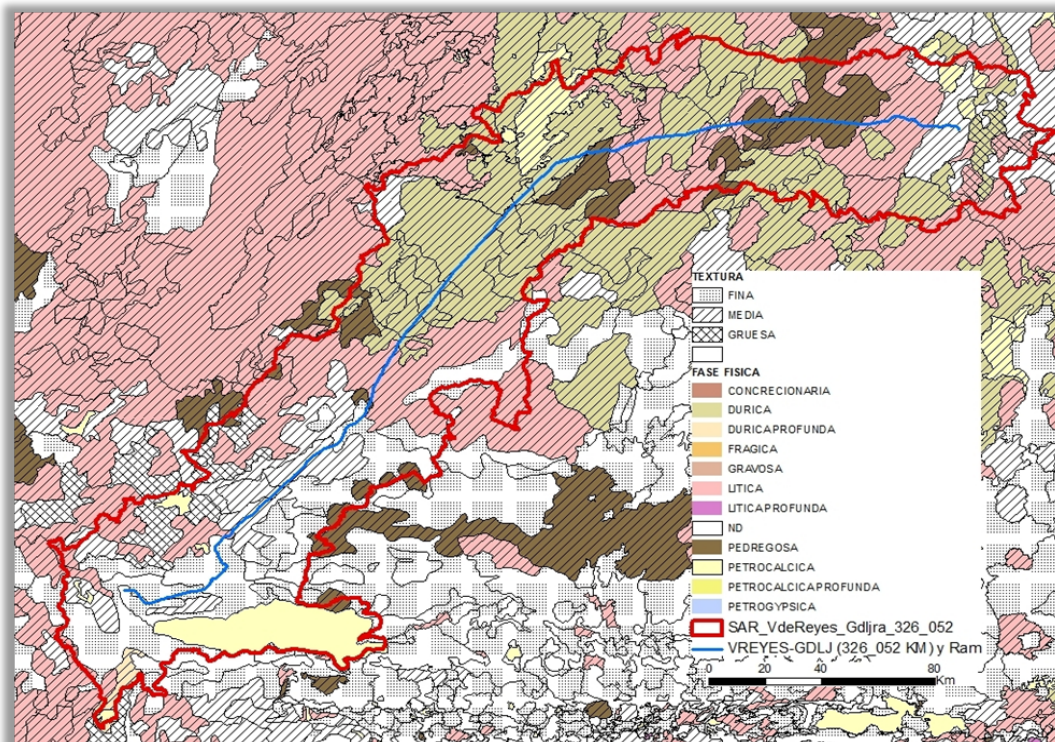 TEXTURA
FINA
MEDIA
GRUESA
FASE FISICA
CONCRECIONARIA
DURICA
DURICAPROFUNDA
FRAGICA
GRAVOSA
LITICA
LITICAPROFUNDA
ND
PEDREGOSA
PETROCALCICA
PETROCALCICAPROFUNDA
PETROGYPSICA
SAR_VdeReyes_Gdljra_326_052
VREYES-GDLJ (326_052 KM) y Ram
0 20 40 80
Km